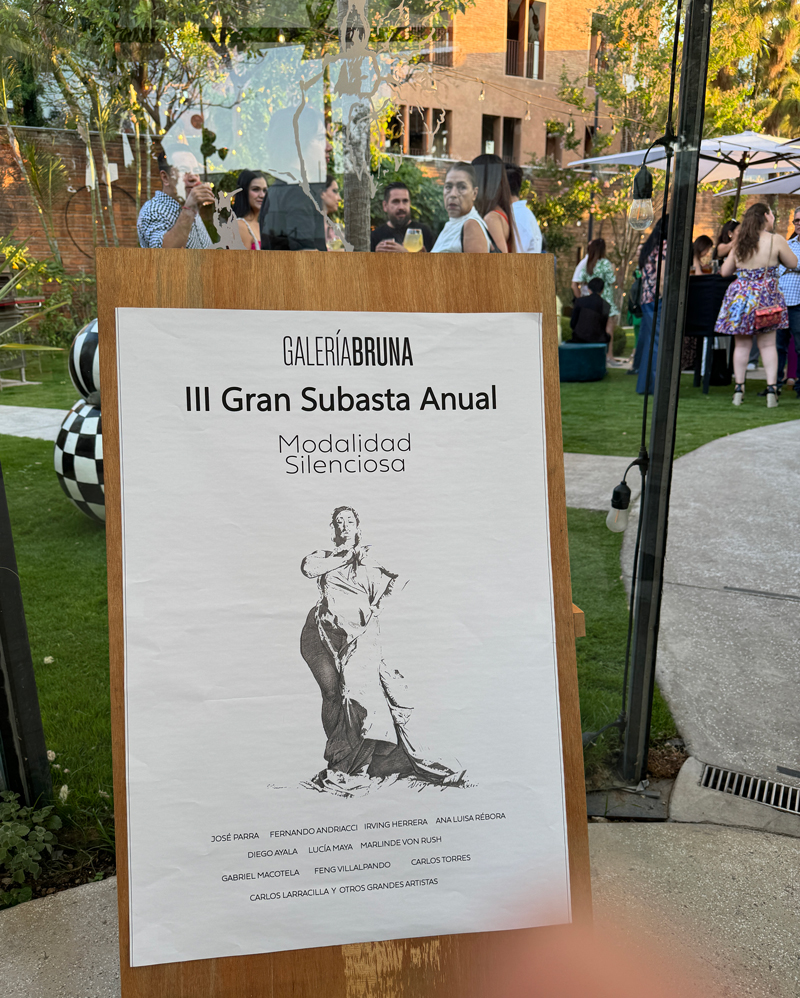 GALERÍABRUNA
III Gran Subasta Anual
Modalidad
Silenciosa
JOSÉ PARRA FERNANDO ANDRIACCI IRVING HERRERA ANA LUISA RÉBORA
DIEGO AYALA LUCÍA MAYA MARLINDE VON RUSH
GABRIEL MACOTELA FENG VILLALPANDO CARLOS TORRES
CARLOS LARRACILLA Y OTROS GRANDES ARTISTAS